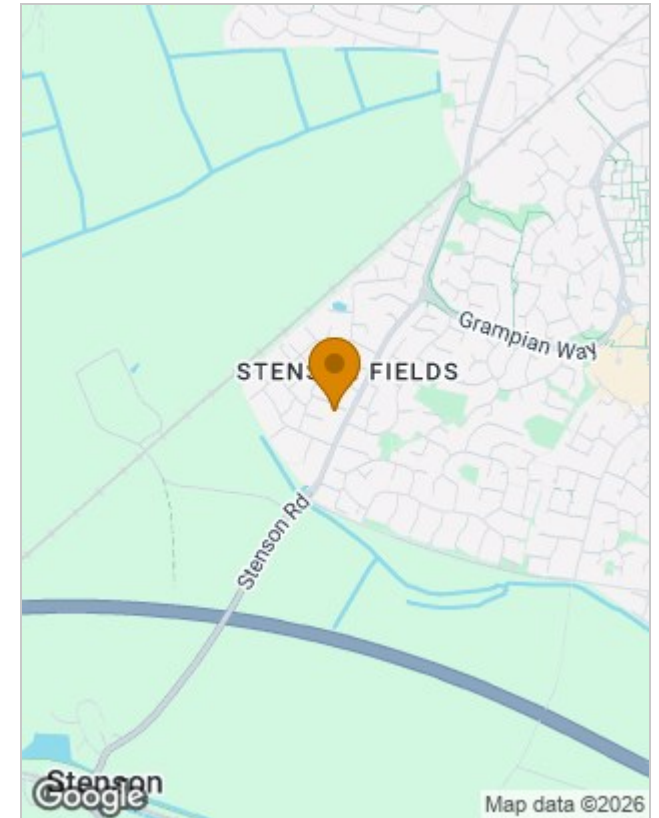 Grampian Way
STENS FIELDS
Stenson Rd
Stenson
Google
Map data ©2026